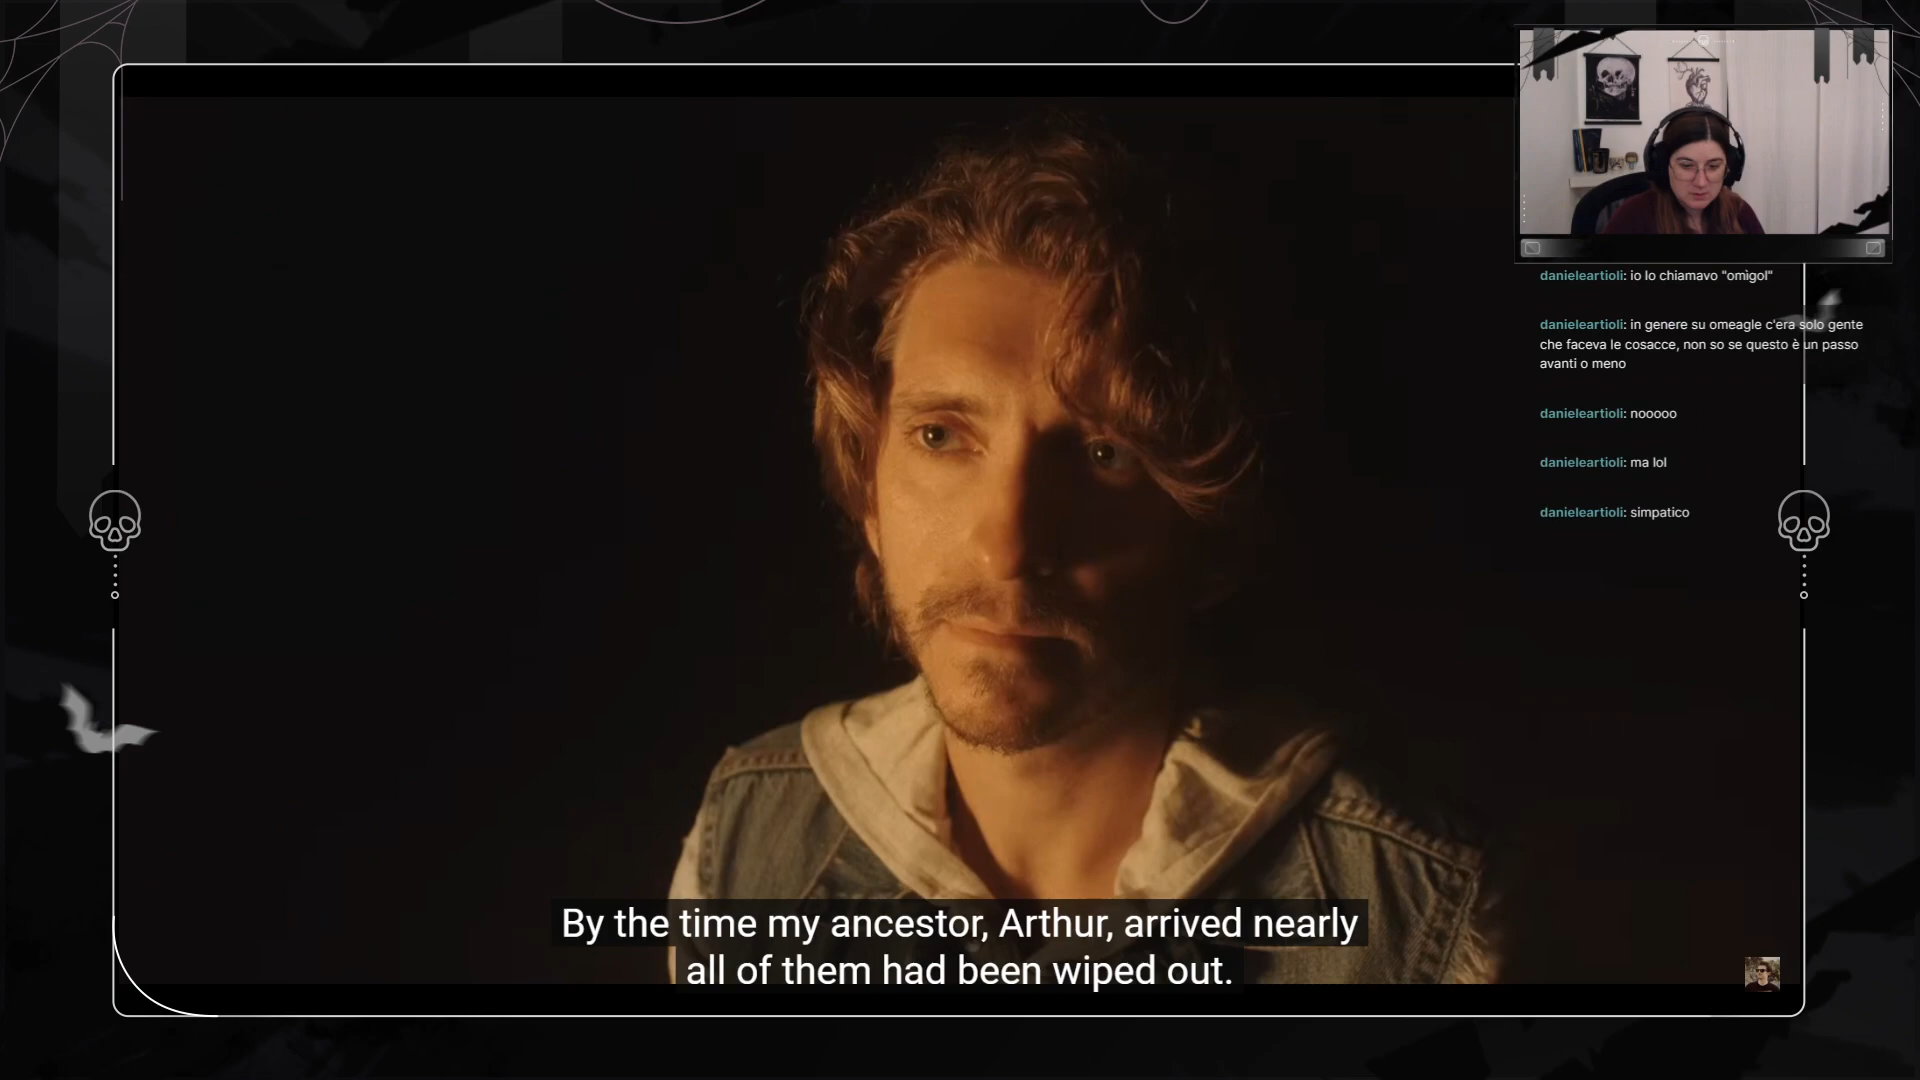 danieleartioli: io lo chiamavo "omìgol"
danieleartioli: in genere su omeagle c'era solo gente
che faceva le cosacce, non so se questo è un passo
avanti o meno
danieleartioli: nooooo
danieleartioli: ma lol
danieleartioli: simpatico
By the time my ancestor, Arthur, arrived nearly
all of them had been wiped out.